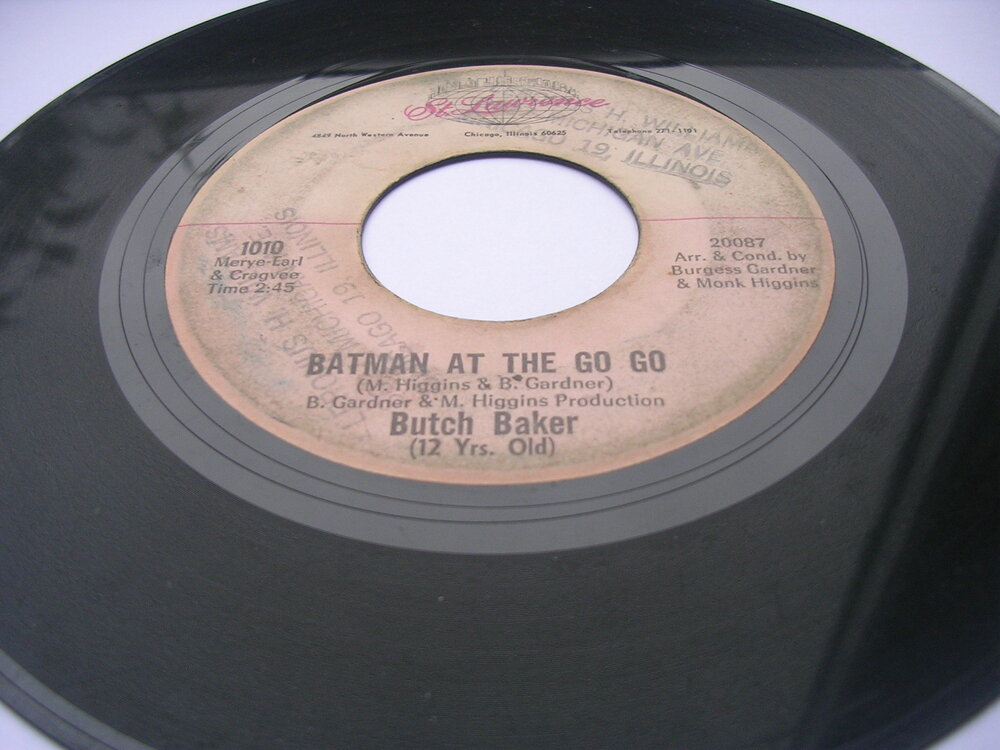 St. Lawrence
4849 North Western Avenue Chicago, Illinois 60625 Telephone 271-1191
H. WILLIAM
MICHIGAN AVE.
GO 19, ILLINOIS
1010
Merye-Earl
& Cragvee
Time 2:45
20087
Arr. & Cond. by
Burgess Gardner
& Monk Higgins
BATMAN AT THE GO GO
(M. Higgins & B. Gardner)
B. Gardner & M. Higgins Production
Butch Baker
(12 Yrs. Old)